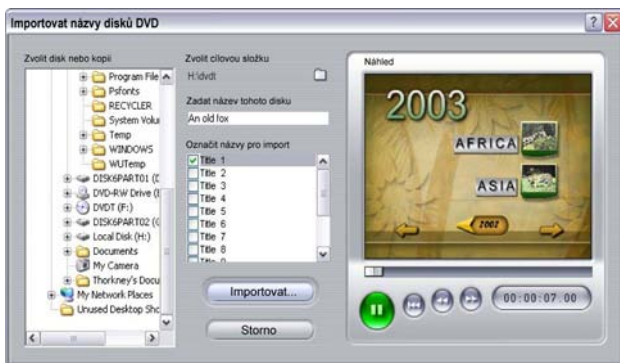 Importovat názvy disků DVD
Zvolit disk nebo kopii
Program File
Psfonts
RECYCLER
System Volu
Temp
WINDOWS
WUTemp
DISK6PART01 (D
DVD-RW Drive (E
DVDT (F:)
DISK6PART02 (G
Local Disk (H:)
Documents
My Camera
Thorkney's Docu
My Network Places
Unused Desktop Shc
Zvolit cílovou složku
H:\dvdt
Zadat název tohoto disku
An old fox
Označit názvy pro import
Title 1
Title 2
Title 3
Title 4
Title 5
Title 6
Title 7
Title 8
Title 9
Importovat...
Storno
Náhled
2003
AFRICA
ASIA
2002
00:00:07.00